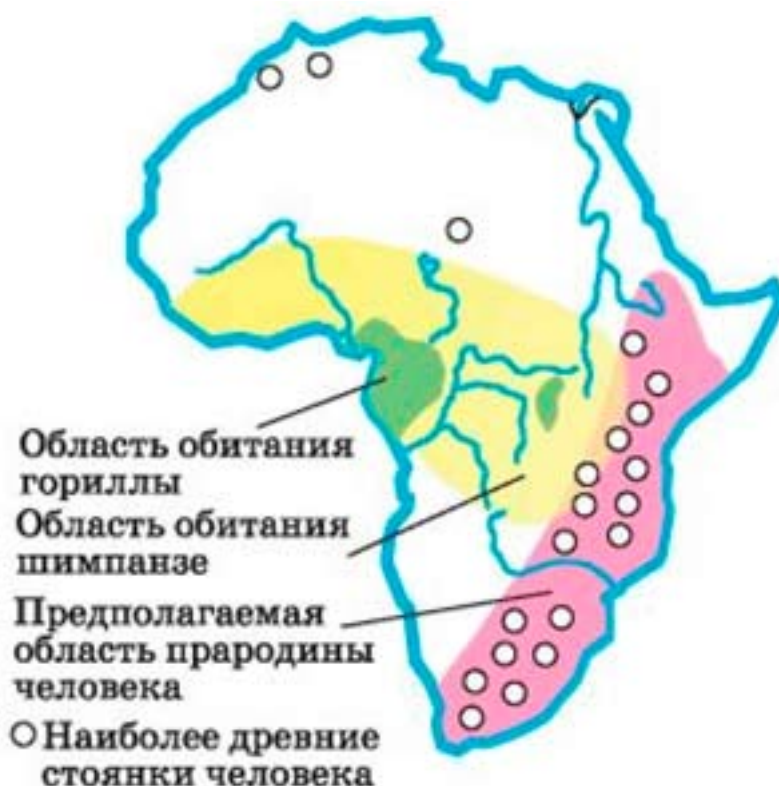 Область обитания
гориллы
Область обитания
шимпанзе
Предполагаемая
область прародины
человека
Наиболее древние
стоянки человека